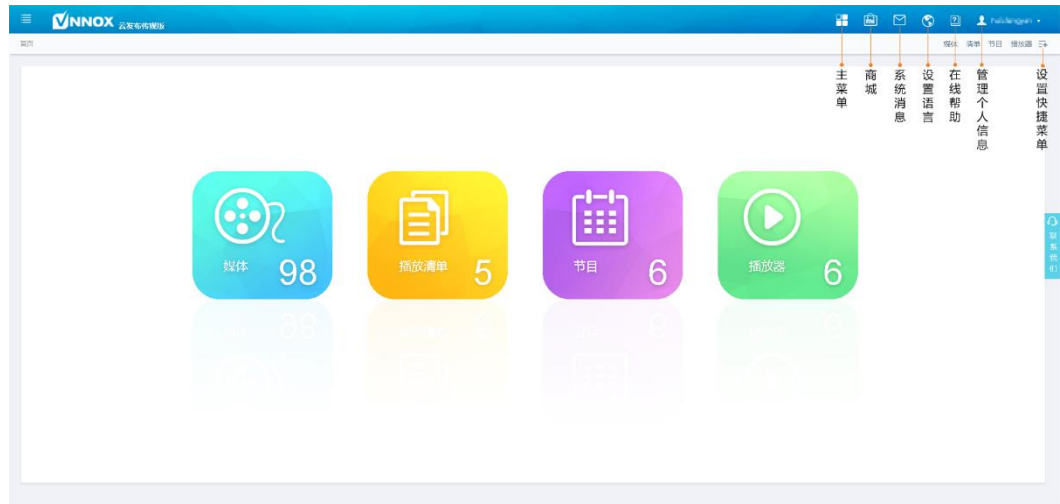 VNNOX 云发布传媒版
首页
媒体 清单 节目 播放器
主菜单
商城
系统消息
设置语言
在线帮助
管理个人信息
设置快捷菜单
媒体 98
播放清单 5
节目 6
播放器 6
联系我们